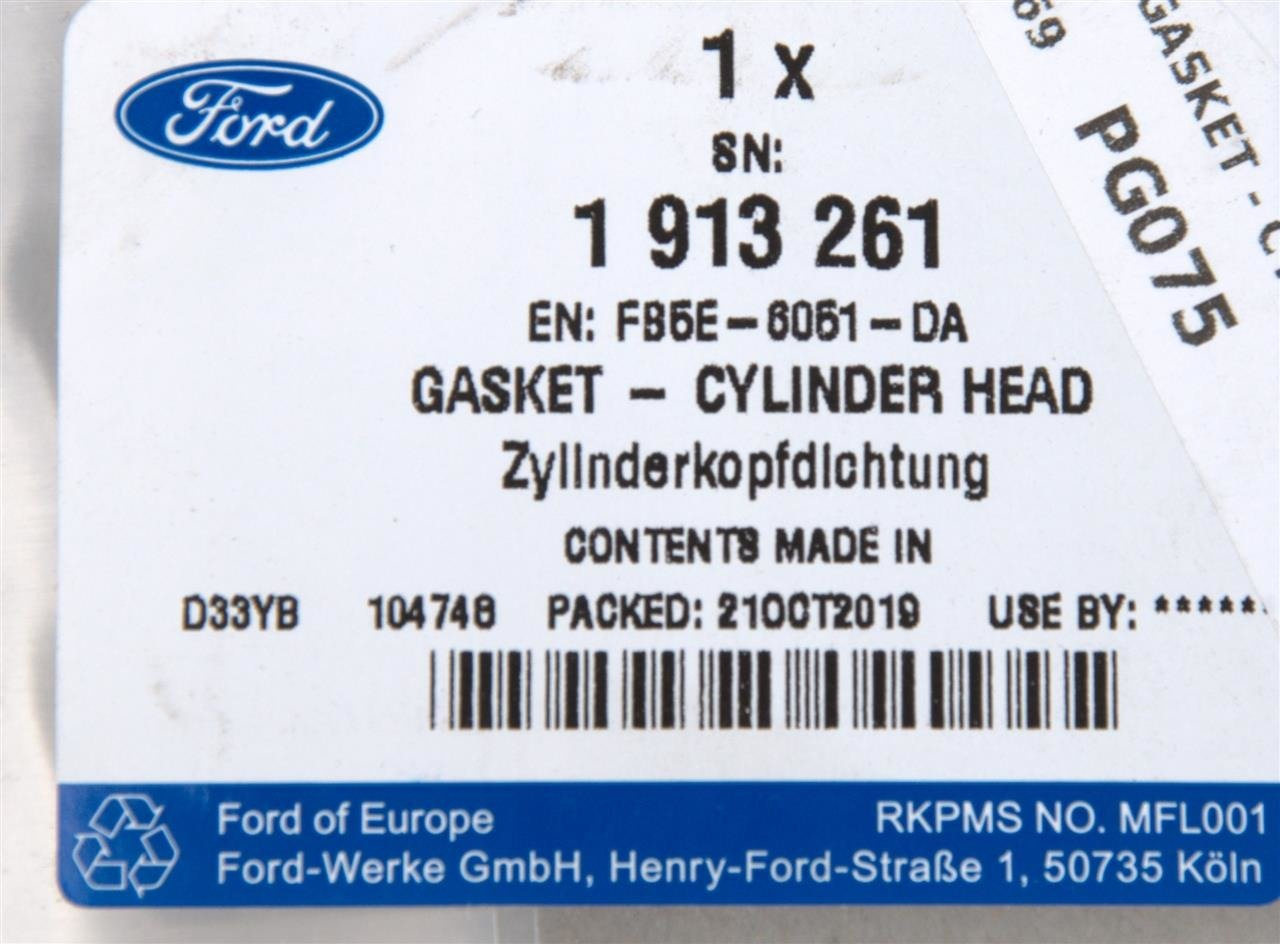 Ford
1 x
SN:
1 913 261
EN: FB5E-6051-DA
GASKET - CYLINDER HEAD
Zylinderkopfdichtung
CONTENTS MADE IN
D33YB 104746 PACKED: 21OCT2019 USE BY: *****
Ford of Europe
RKPMS NO. MFL001
Ford-Werke GmbH, Henry-Ford-Straße 1, 50735 Köln
GASKET -
69
PG075